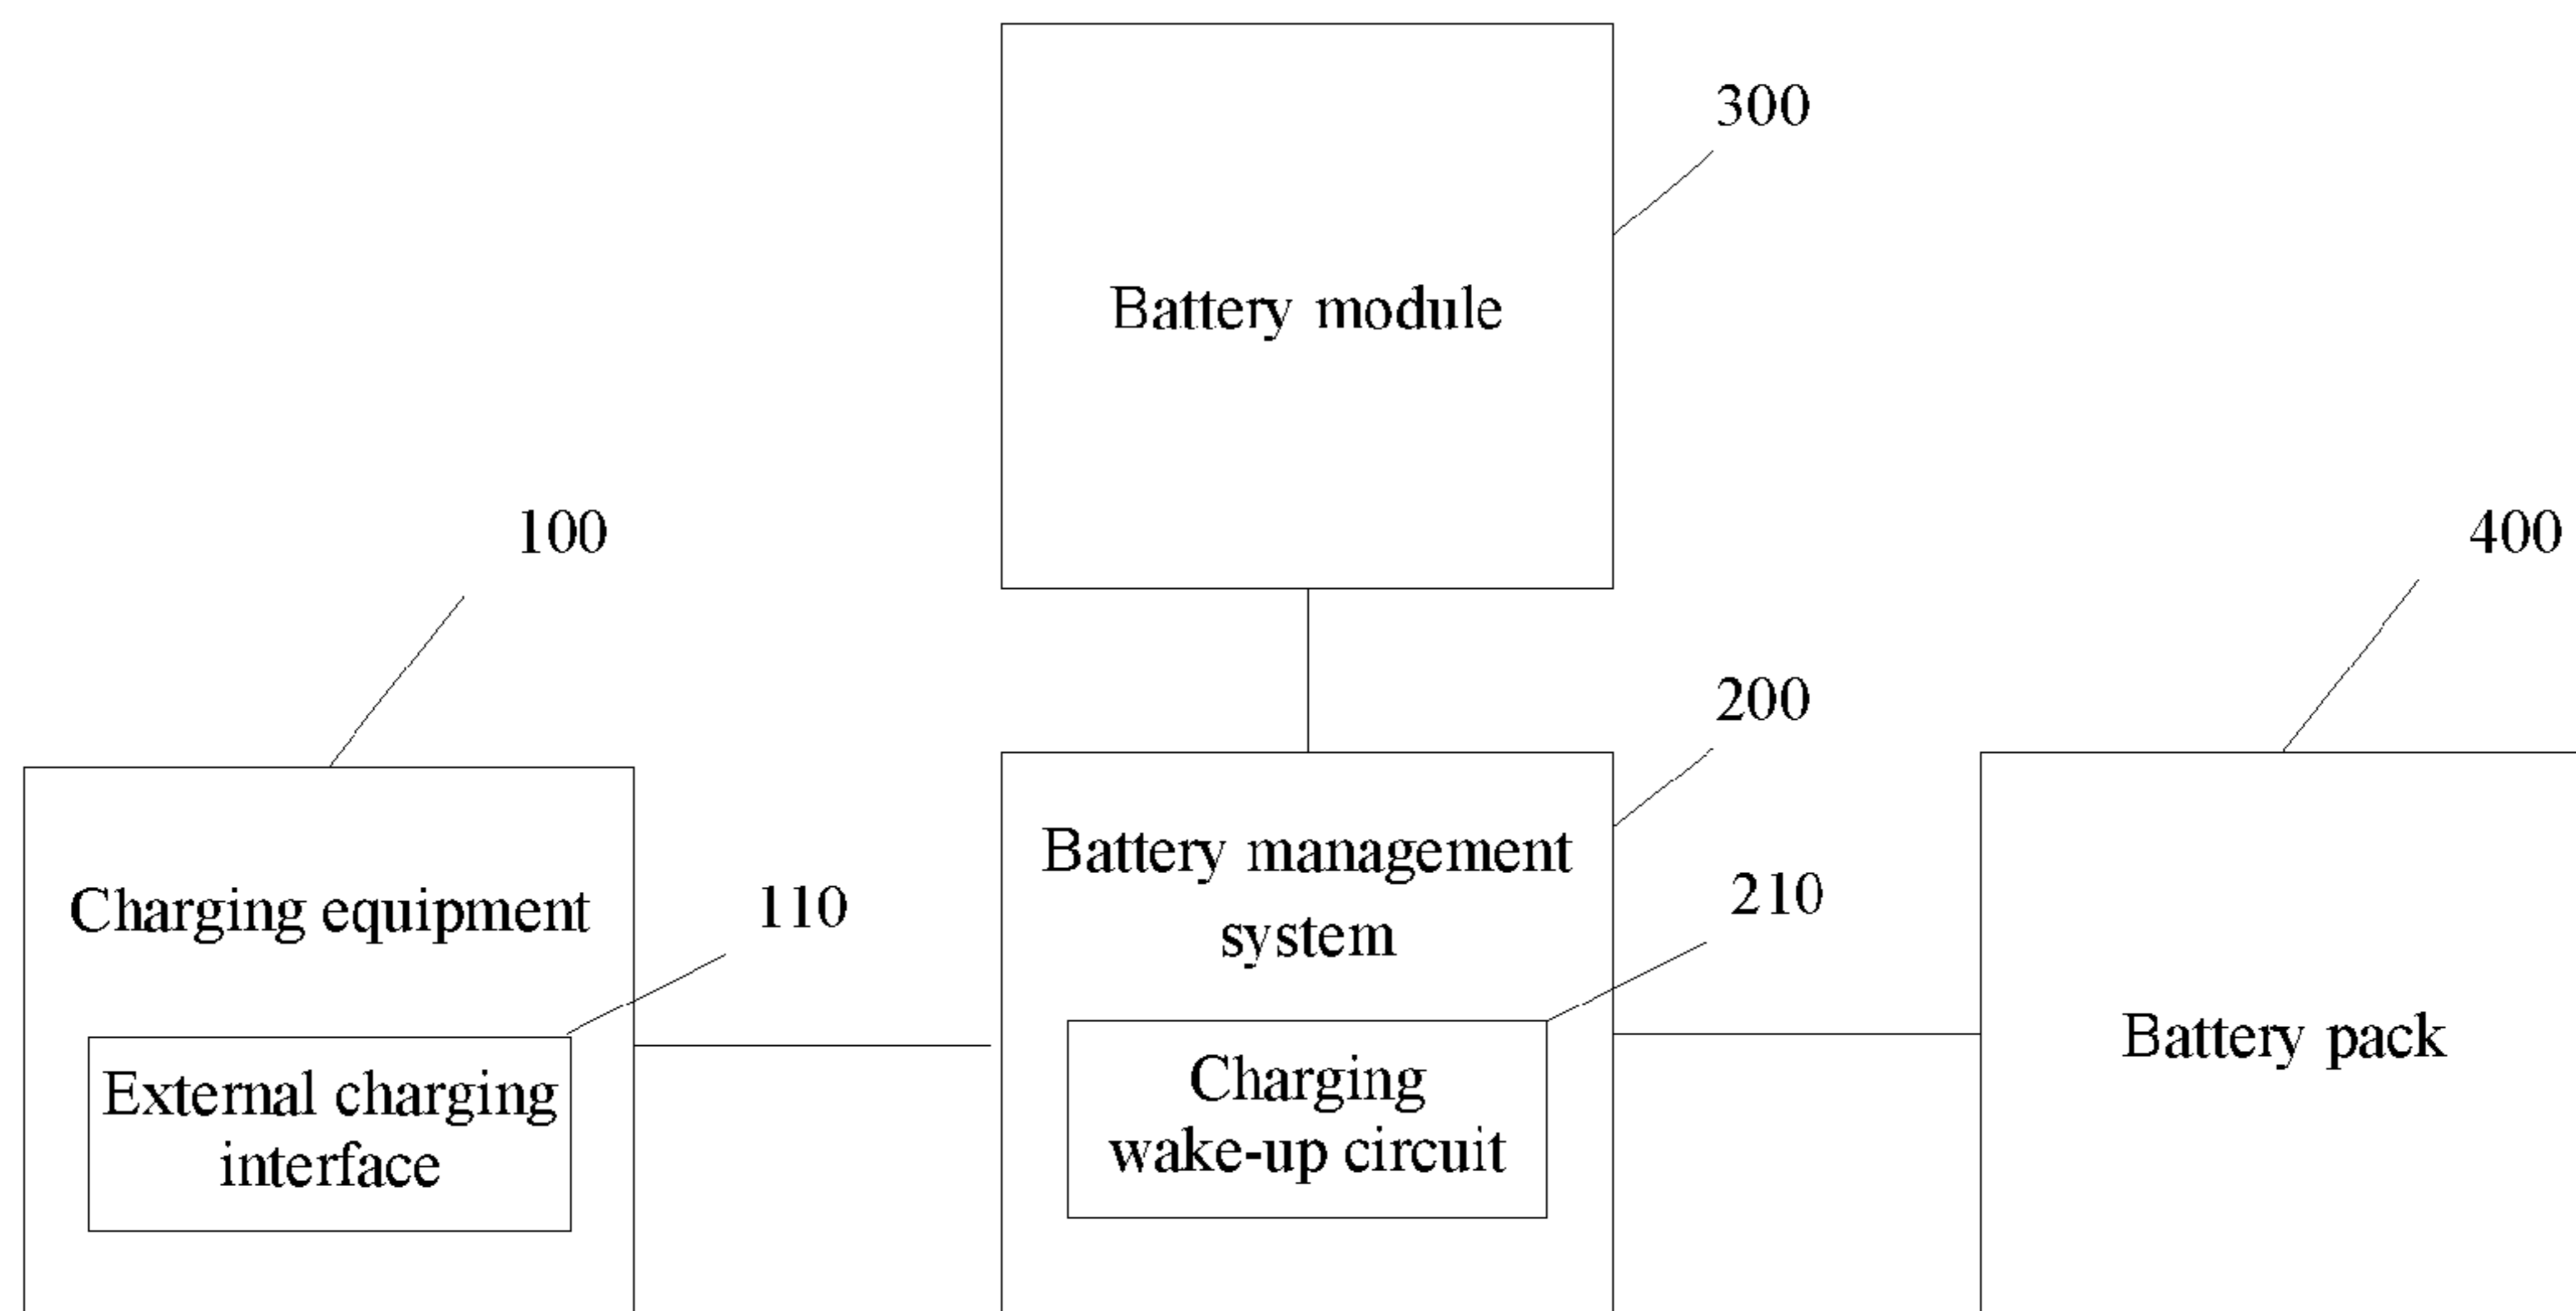 300
Battery module
100
400
200
Battery management
system
210
Charging equipment
110
External charging
interface
Charging
wake-up circuit
Battery pack